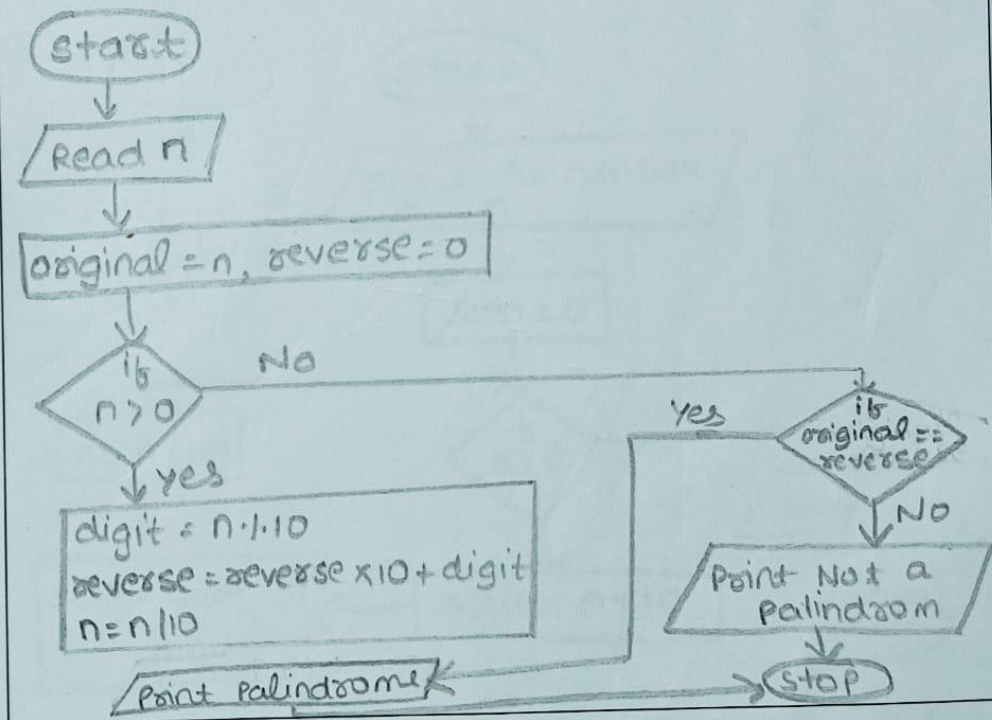 start
Read n
original = n, reverse = 0
if
n > 0
No
yes
digit = n % 10
reverse = reverse x10 + digit
n = n/10
if
original ==
reverse
Yes
No
Print Not a
Palindrom
Print Palindrome
stop